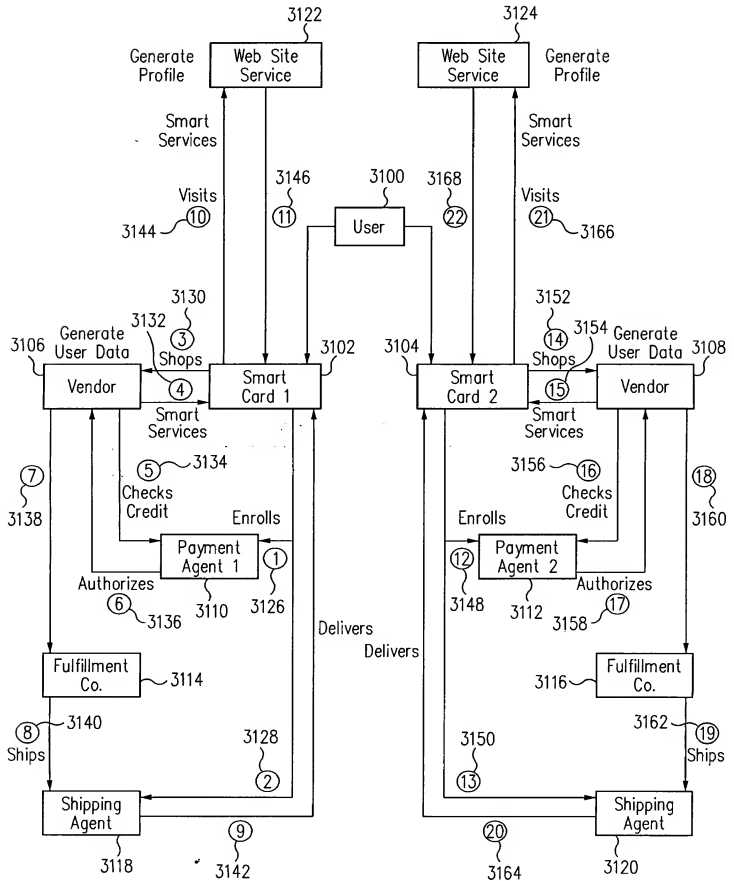 3122
3124
Generate
Profile
Web Site
Service
Web Site
Service
Generate
Profile
Smart
Services
Smart
Services
3146
3100
3168
Visits
10
11
User
22
Visits
21
3144
3166
3130
3152
3132
3
14
3154
3106
Generate
User Data
Shops
3102
3104
Shops
Generate
User Data
3108
Vendor
4
Smart
Card 1
Smart
Card 2
15
Vendor
Smart
Services
Smart
Services
7
5
3134
3156
16
18
3138
Checks
Credit
Checks
Credit
3160
Enrolls
Enrolls
Payment
Agent 1
1
12
Payment
Agent 2
Authorizes
6
3136
3110
3126
3148
3112
3158
Authorizes
17
Delivers
Delivers
Fulfillment
Co.
3114
3116
Fulfillment
Co.
8
3140
3162
19
Ships
3128
3150
Ships
2
13
Shipping
Agent
Shipping
Agent
9
20
3118
3142
3164
3120